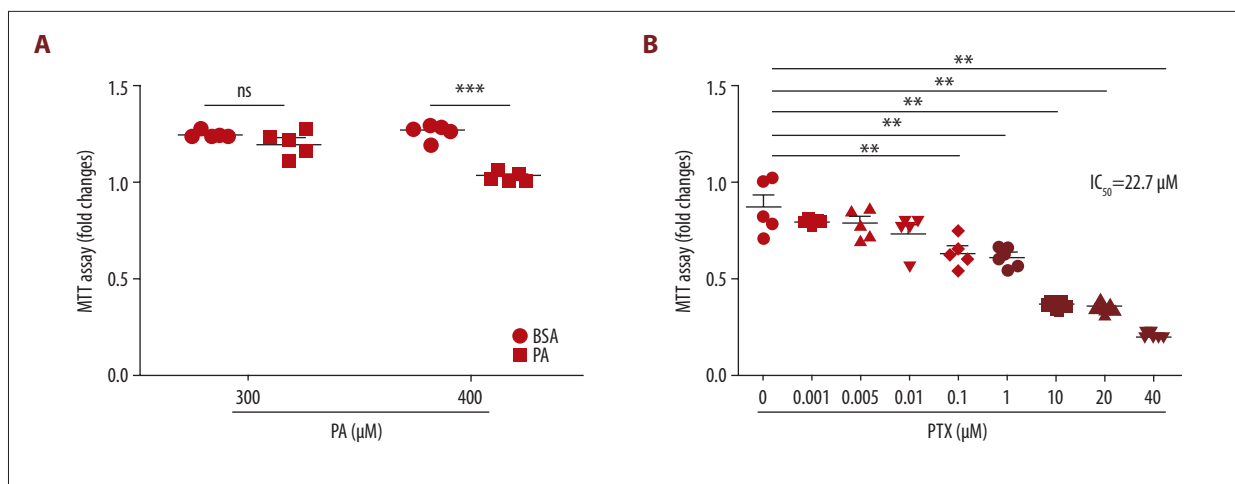 A
MTT assay (fold changes)
1.5
1.0
0.5
0.0
ns
***
BSA
PA
300
400
PA (µM)
B
MTT assay (fold changes)
1.5
1.0
0.5
0.0
**
**
**
**
**
IC50=22.7 µM
0 0.001 0.005 0.01 0.1 1 10 20 40
PTX (µM)